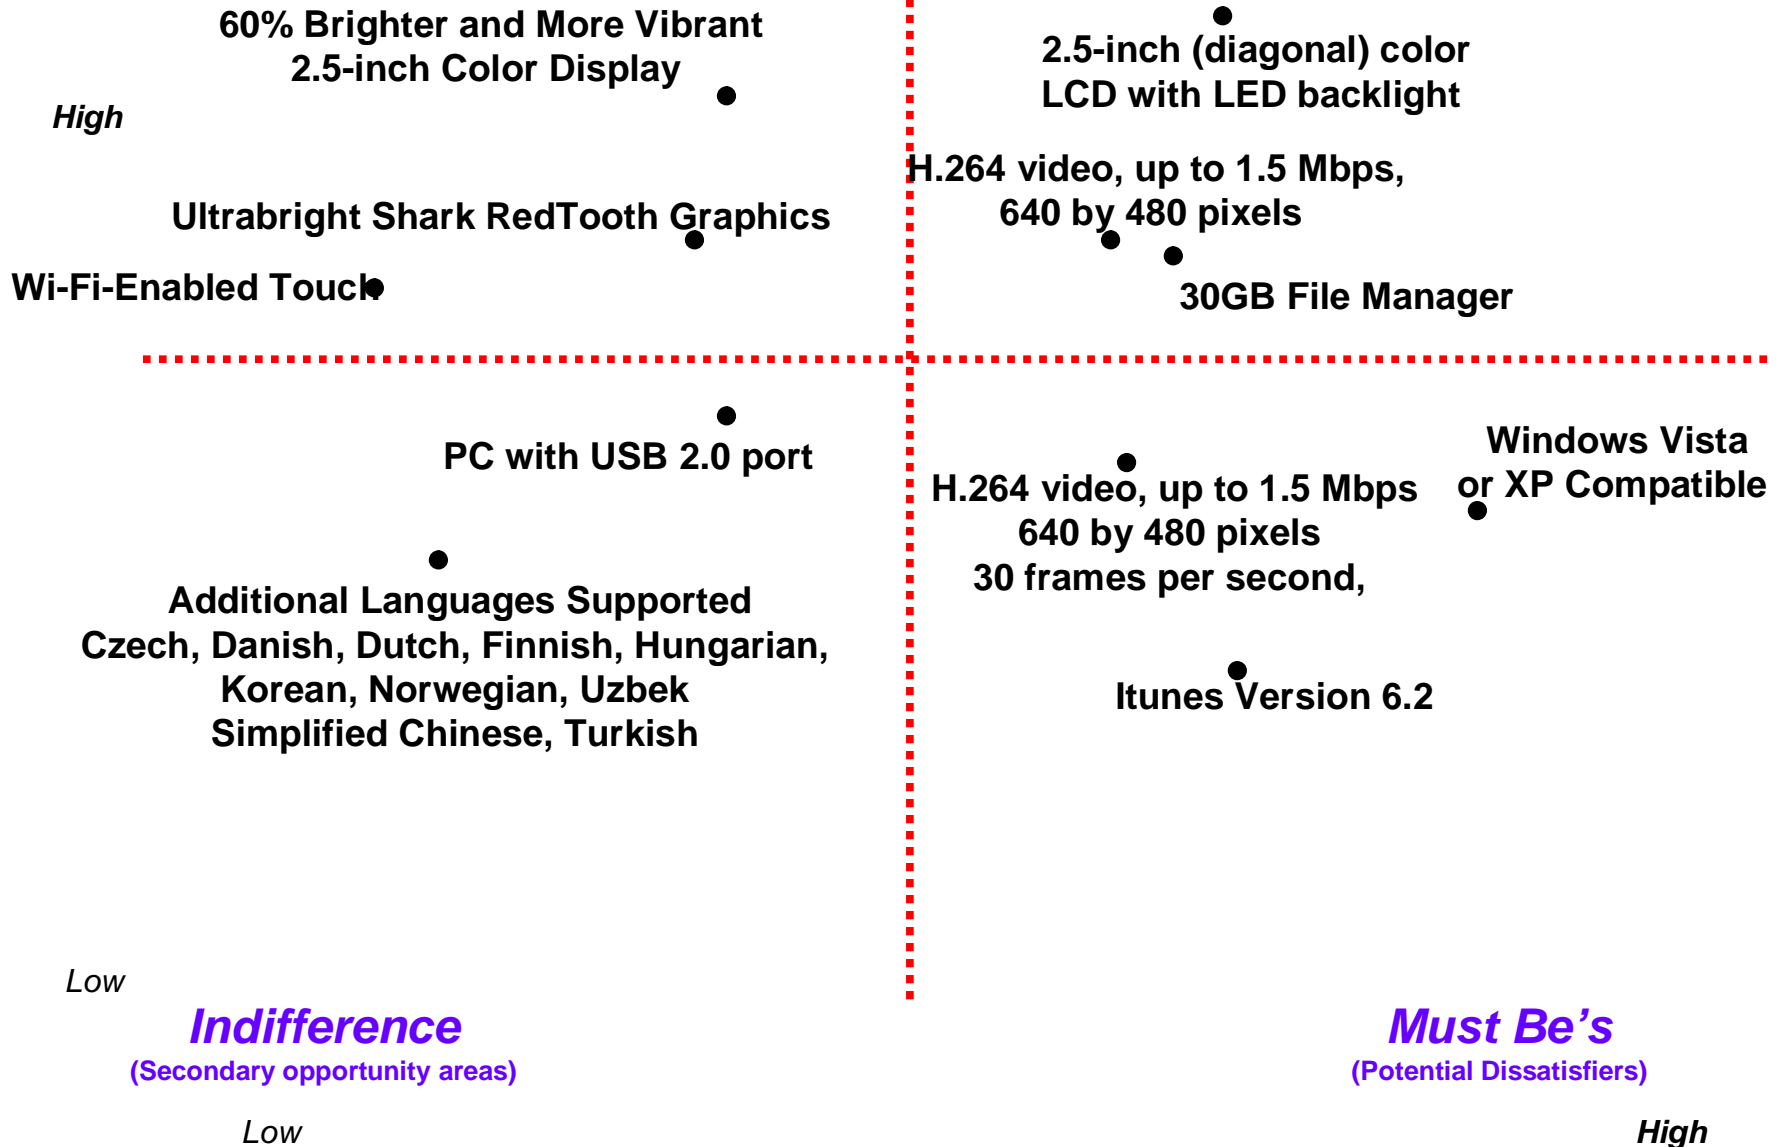 60% Brighter and More Vibrant
2.5-inch Color Display
High
2.5-inch (diagonal) color
LCD with LED backlight
H.264 video, up to 1.5 Mbps,
640 by 480 pixels
Ultrabright Shark RedTooth Graphics
Wi-Fi-Enabled Touch
30GB File Manager
PC with USB 2.0 port
Windows Vista
or XP Compatible
H.264 video, up to 1.5 Mbps
640 by 480 pixels
30 frames per second,
Additional Languages Supported
Czech, Danish, Dutch, Finnish, Hungarian,
Korean, Norwegian, Uzbek
Simplified Chinese, Turkish
Itunes Version 6.2
Low
Indifference
(Secondary opportunity areas)
Must Be’s
(Potential Dissatisfiers)
Low
High